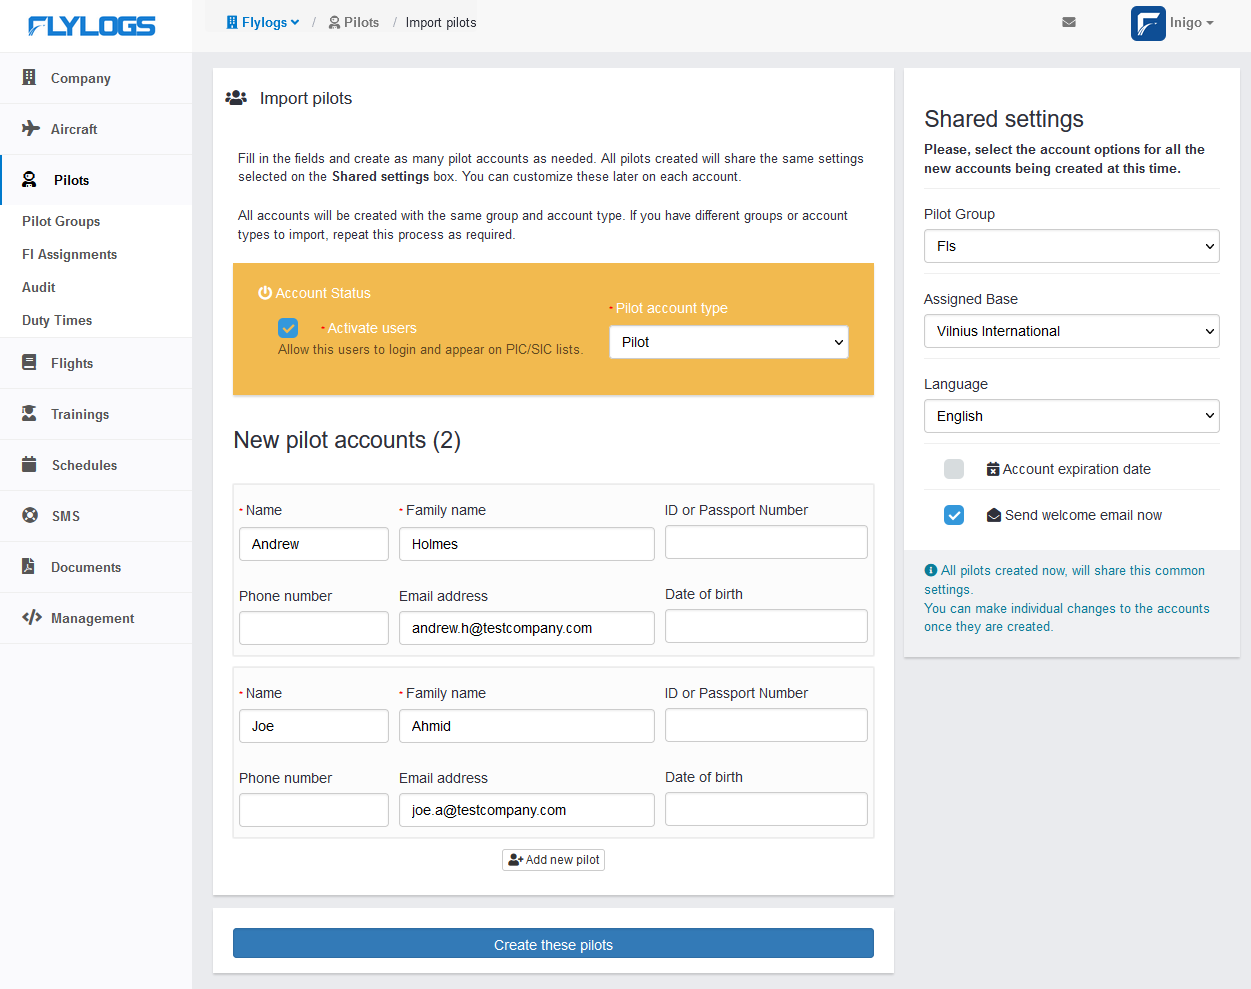 FLYLOGS
Flylogs / Pilots / Import pilots
Inigo
Company
Aircraft
Pilots
Pilot Groups
FI Assignments
Audit
Duty Times
Flights
Trainings
Schedules
SMS
Documents
Management
Import pilots
Fill in the fields and create as many pilot accounts as needed. All pilots created will share the same settings
selected on the Shared settings box. You can customize these later on each account.
All accounts will be created with the same group and account type. If you have different groups or account
types to import, repeat this process as required.
Account Status
- Activate users
Allow this users to login and appear on PIC/SIC lists.
- Pilot account type
Pilot
New pilot accounts (2)
- Name - Family name ID or Passport Number
Andrew Holmes
Phone number Email address Date of birth
andrew.h@testcompany.com
- Name - Family name ID or Passport Number
Joe Ahmid
Phone number Email address Date of birth
joe.a@testcompany.com
Add new pilot
Create these pilots
Shared settings
Please, select the account options for all the
new accounts being created at this time.
Pilot Group
FIs
Assigned Base
Vilnius International
Language
English
Account expiration date
Send welcome email now
All pilots created now, will share this common
settings.
You can make individual changes to the accounts
once they are created.